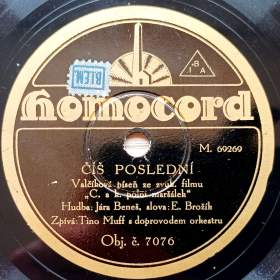 BIEM
B
I A
Homocord
M. 69269
ČÍŠ POSLEDNÍ
Valčíková píseň ze zvuk. filmu
„C. a k. polní maršálek"
Hudba: Jára Beneš, slova: E. Brožík
Zpívá: Tino Muff s doprovodem orkestru
Obj. č. 7076